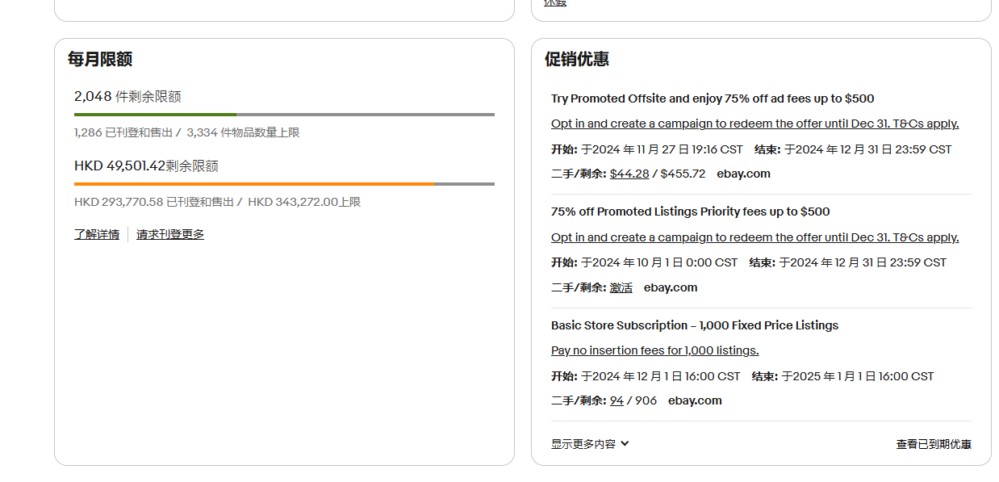 休假
每月限额
2,048 件剩余限额
1,286 已刊登和售出 / 3,334 件物品数量上限
HKD 49,501.42剩余限额
HKD 293,770.58 已刊登和售出 / HKD 343,272.00上限
了解详情 请求刊登更多
促销优惠
Try Promoted Offsite and enjoy 75% off ad fees up to $500
Opt in and create a campaign to redeem the offer until Dec 31. T&Cs apply.
开始: 于2024 年 11 月 27 日 19:16 CST 结束: 于2024 年 12 月 31 日 23:59 CST
二手/剩余: $44.28 / $455.72 ebay.com
75% off Promoted Listings Priority fees up to $500
Opt in and create a campaign to redeem the offer until Dec 31. T&Cs apply.
开始: 于2024 年 10 月 1 日 0:00 CST 结束: 于2024 年 12 月 31 日 23:59 CST
二手/剩余: 激活 ebay.com
Basic Store Subscription – 1,000 Fixed Price Listings
Pay no insertion fees for 1,000 listings.
开始: 于2024 年 12 月 1 日 16:00 CST 结束: 于2025 年 1 月 1 日 16:00 CST
二手/剩余: 94 / 906 ebay.com
显示更多内容 查看已到期优惠